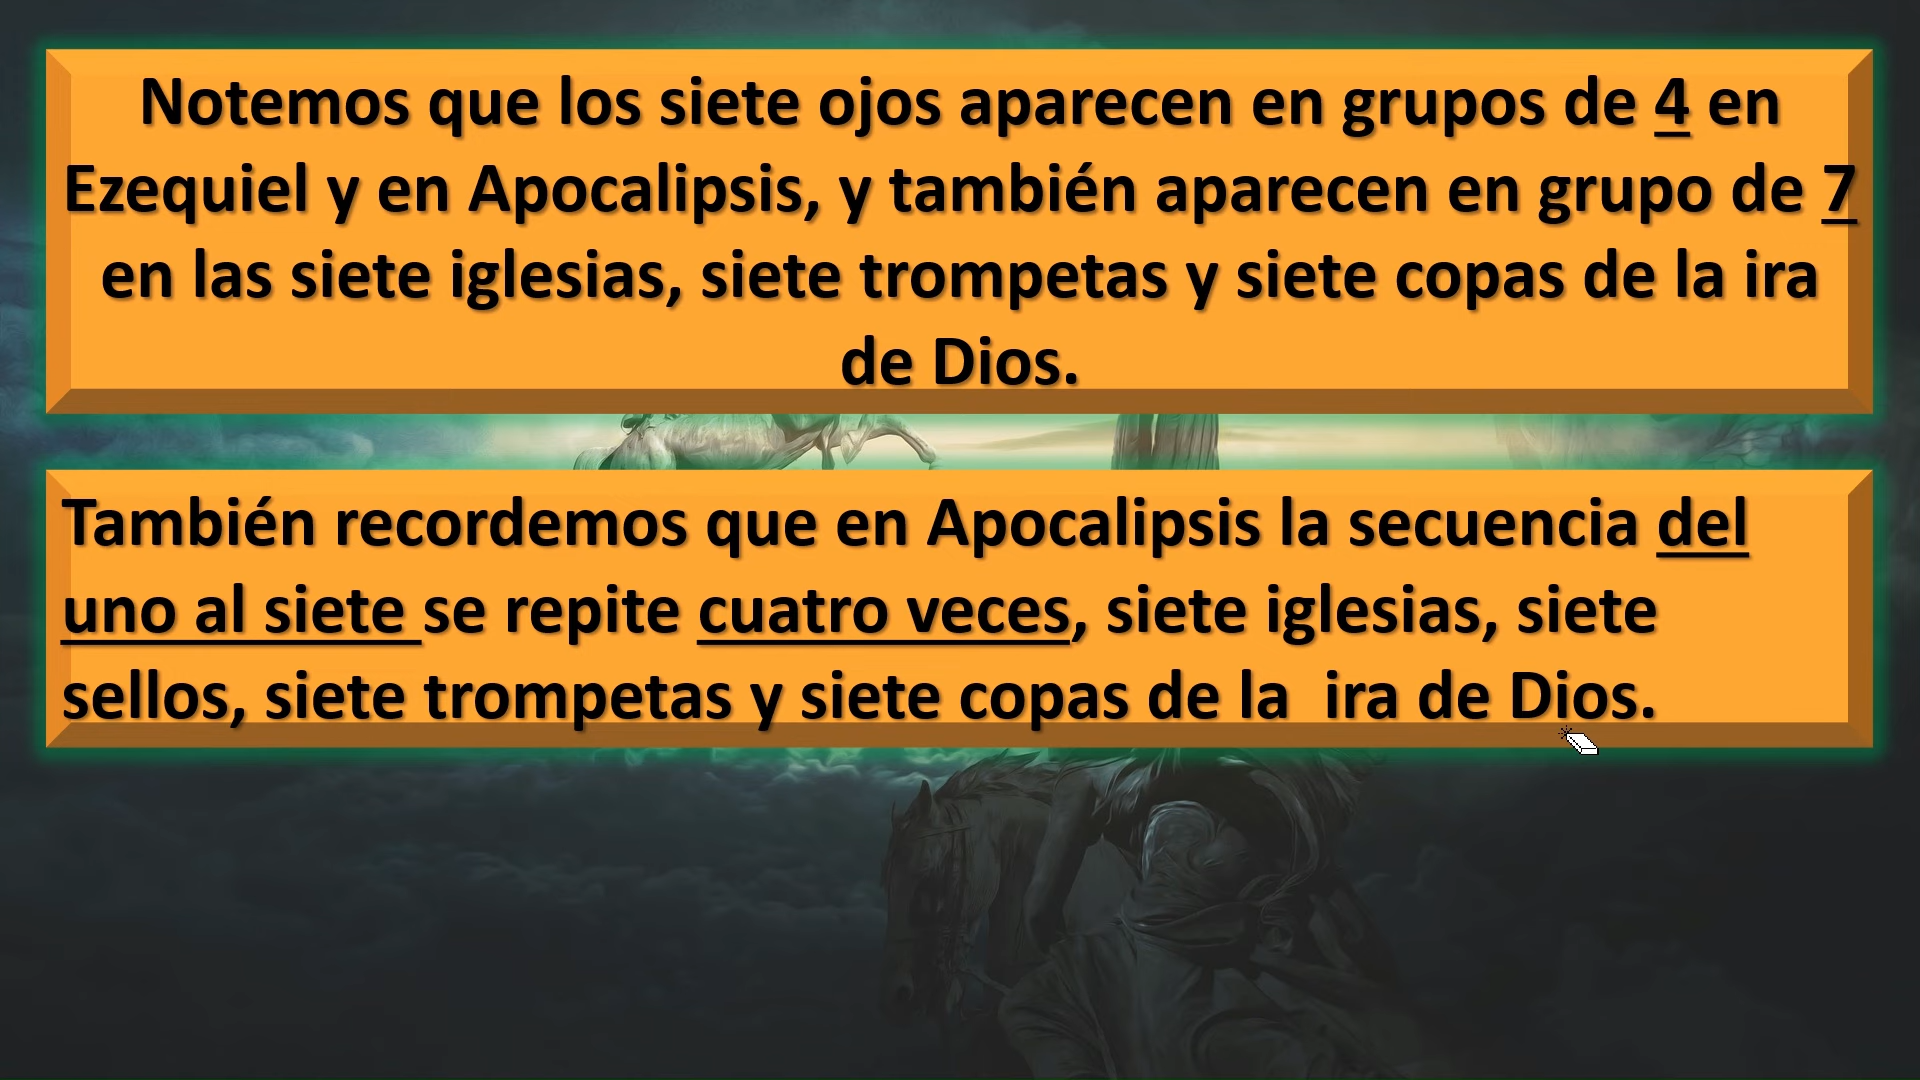 Notemos que los siete ojos aparecen en grupos de 4 en
Ezequiel y en Apocalipsis, y también aparecen en grupo de 7
en las siete iglesias, siete trompetas y siete copas de la ira
de Dios.
También recordemos que en Apocalipsis la secuencia del
uno al siete se repite cuatro veces, siete iglesias, siete
sellos, siete trompetas y siete copas de la  ira de Dios.